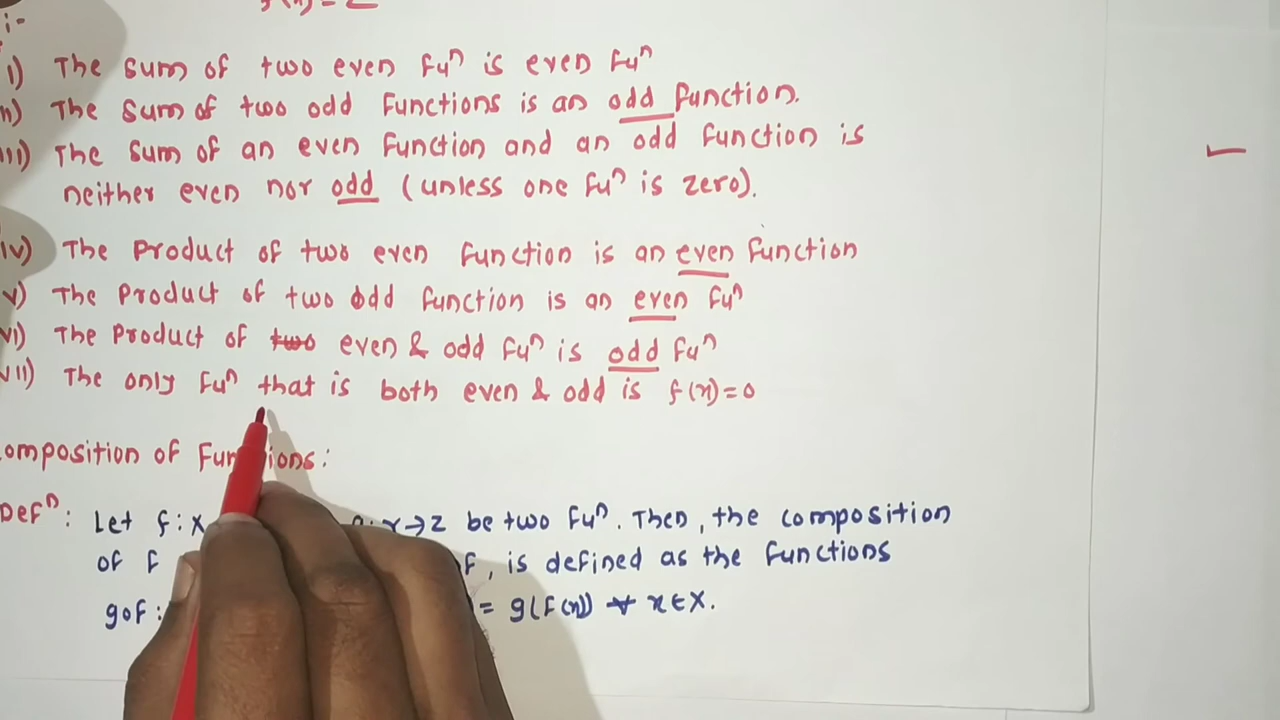 i) The sum of two even Fuⁿ is even Fuⁿ
The sum of two odd Functions is an odd function.
The sum of an even Function and an odd function is
neither even nor odd (unless one Fuⁿ is zero).
iv) The Product of two even function is an even function
v) The Product of two odd function is an even Fuⁿ
vi) The Product of even & odd Fuⁿ is odd Fuⁿ
vii) The only Fuⁿ that is both even & odd is f(x)=0
omposition of Functions:
Defⁿ: Let f: X Y→Z be two Fuⁿ. Then, the composition
of f f, is defined as the functions
gof: = g(f(x)) ∀ x∈X.